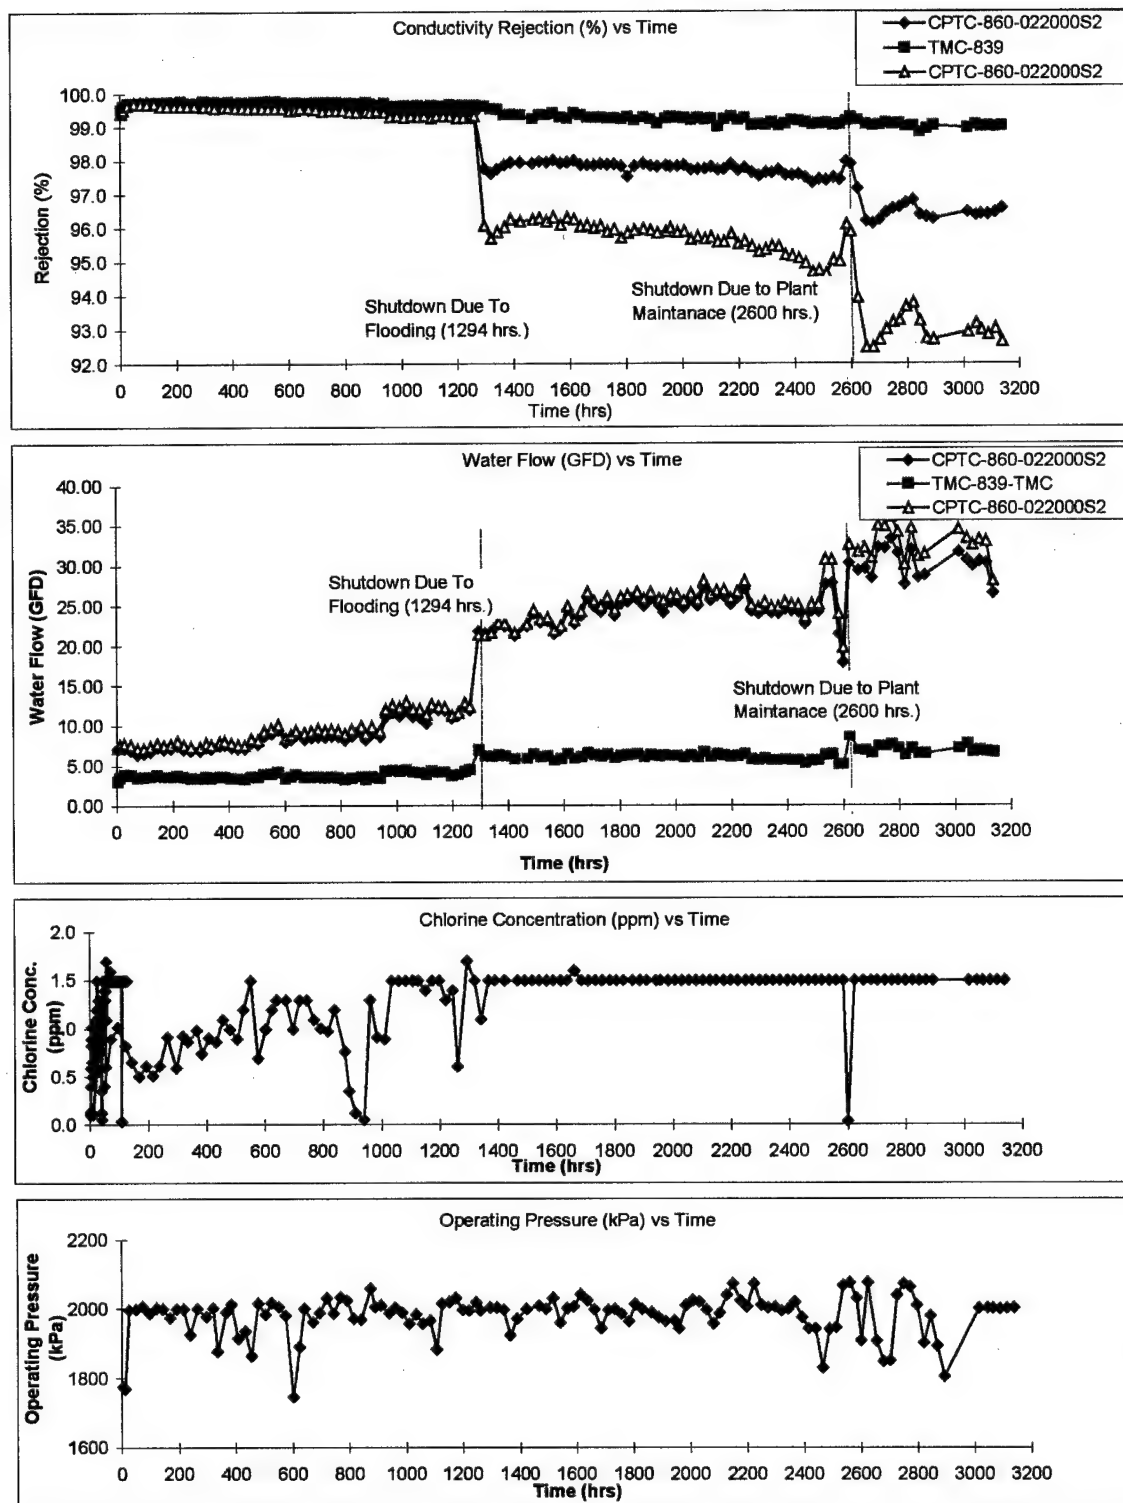 Conductivity Rejection (%) vs Time
CPTC-860-022000S2
TMC-839
CPTC-860-022000S2
Rejection (%)
100.0
99.0
98.0
97.0
96.0
95.0
94.0
93.0
92.0
Shutdown Due To
Flooding (1294 hrs.)
Shutdown Due to Plant
Maintanace (2600 hrs.)
0 200 400 600 800 1000 1200 1400 1600 1800 2000 2200 2400 2600 2800 3000 3200
Time (hrs)
Water Flow (GFD) vs Time
CPTC-860-022000S2
TMC-839-TMC
CPTC-860-022000S2
Water Flow (GFD)
40.00
35.00
30.00
25.00
20.00
15.00
10.00
5.00
0.00
Shutdown Due To
Flooding (1294 hrs.)
Shutdown Due to Plant
Maintanace (2600 hrs.)
0 200 400 600 800 1000 1200 1400 1600 1800 2000 2200 2400 2600 2800 3000 3200
Time (hrs)
Chlorine Concentration (ppm) vs Time
Chlorine Conc.
(ppm)
2.0
1.5
1.0
0.5
0.0
0 200 400 600 800 1000 1200 1400 1600 1800 2000 2200 2400 2600 2800 3000 3200
Time (hrs)
Operating Pressure (kPa) vs Time
Operating Pressure
(kPa)
2200
2000
1800
1600
0 200 400 600 800 1000 1200 1400 1600 1800 2000 2200 2400 2600 2800 3000 3200
Time (hrs)